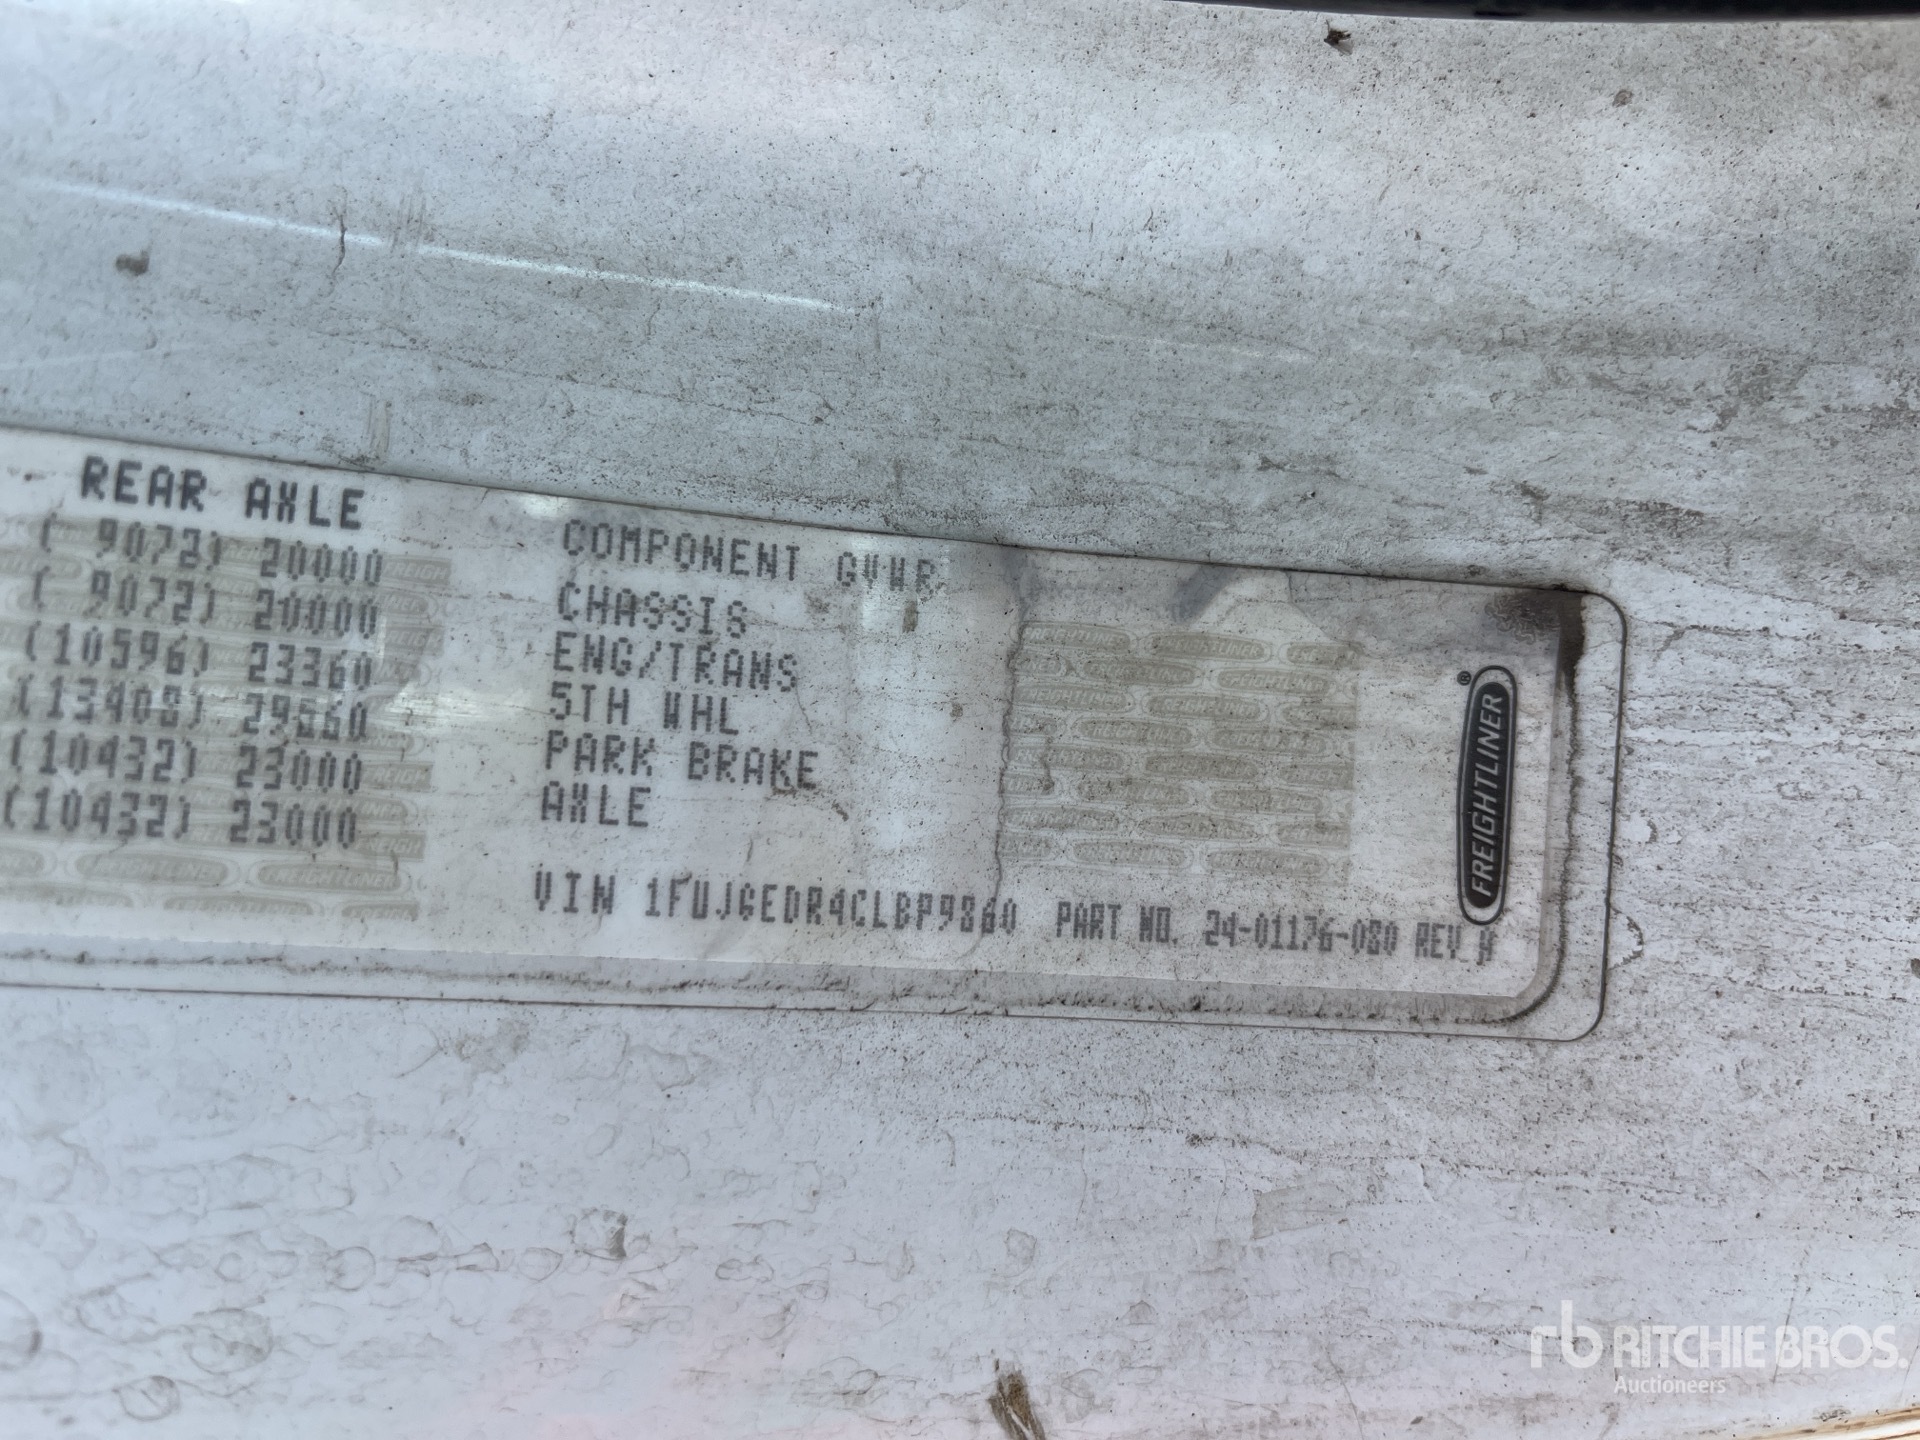 REAR AXLE
( 9072) 20000
( 9072) 20000
(10596) 23360
(13408) 29560
(10432) 23000
(10432) 23000
COMPONENT GVWR
CHASSIS
ENG/TRANS
5TH WHL
PARK BRAKE
AXLE
VIN 1FUJGEDR4CLBP9860 PART NO. 24-01176-080 REV
FREIGHTLINER®
rb RITCHIE BROS.
Auctioneers